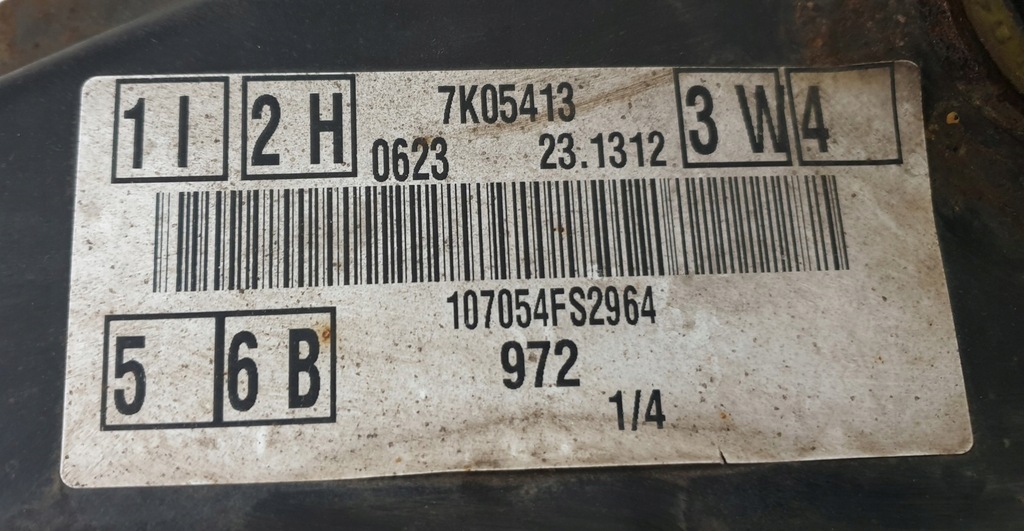 1 I 2 H 7K05413 3 W 4
0623 23.1312
107054FS2964
5 6 B 972
1/4